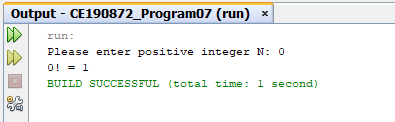 Output - CE190872_Program07 (run) ×
run:
Please enter positive integer N: 0
0! = 1
BUILD SUCCESSFUL (total time: 1 second)